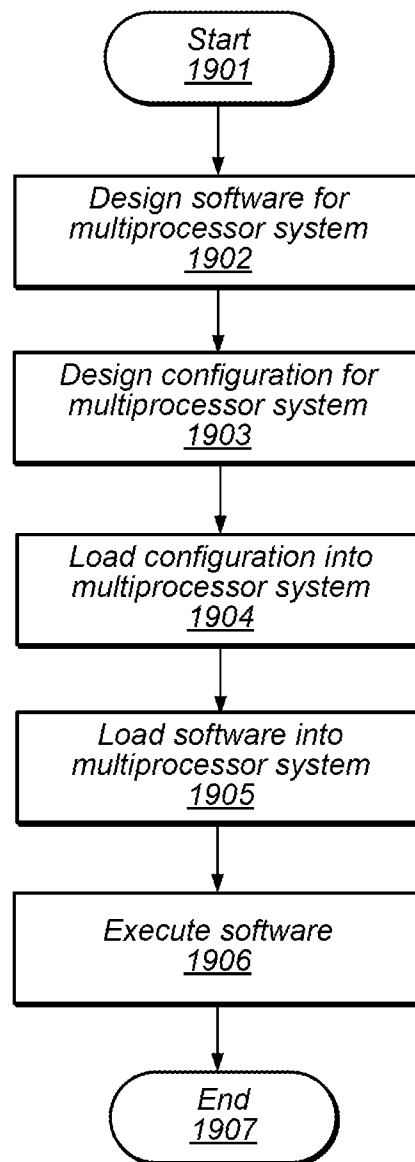 Start
1901
Design software for
multiprocessor system
1902
Design configuration for
multiprocessor system
1903
Load configuration into
multiprocessor system
1904
Load software into
multiprocessor system
1905
Execute software
1906
End
1907